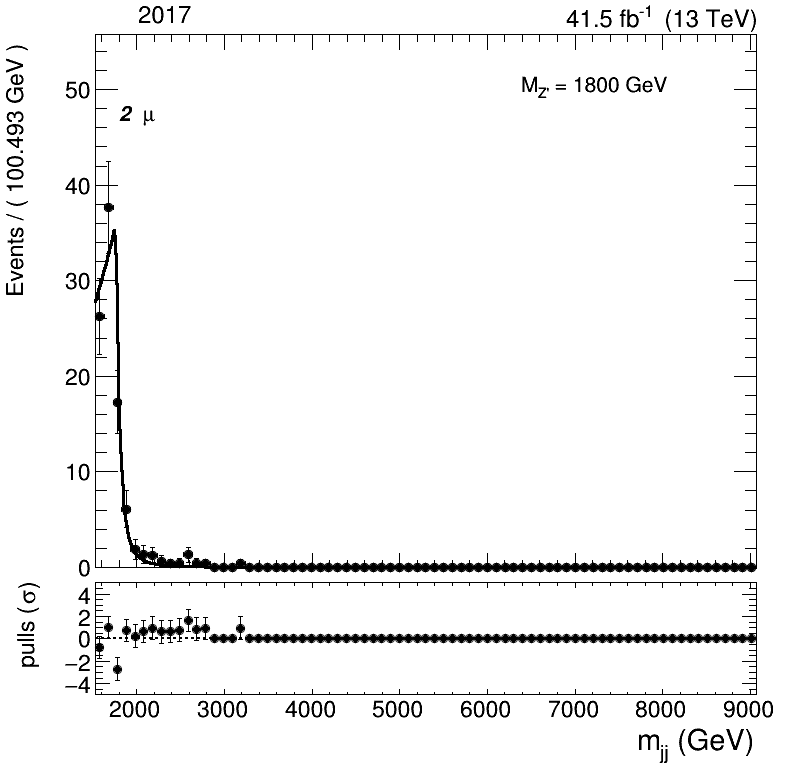 2017 41.5 fb⁻¹ (13 TeV)
Events / ( 100.493 GeV )
M_Z' = 1800 GeV
2 μ
50
40
30
20
10
0
pulls (σ)
4
2
0
−2
−4
2000 3000 4000 5000 6000 7000 8000 9000
m_jj (GeV)